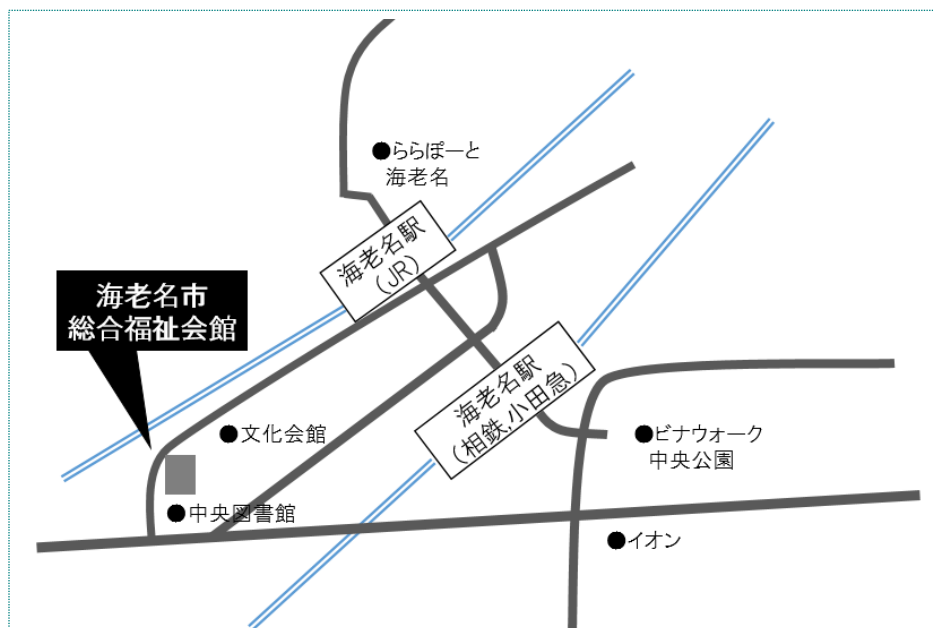 ●ららぽーと
海老名
海老名駅
(JR)
海老名市
総合福祉会館
海老名駅
(相鉄,小田急)
●文化会館
●ビナウォーク
中央公園
●中央図書館
●イオン